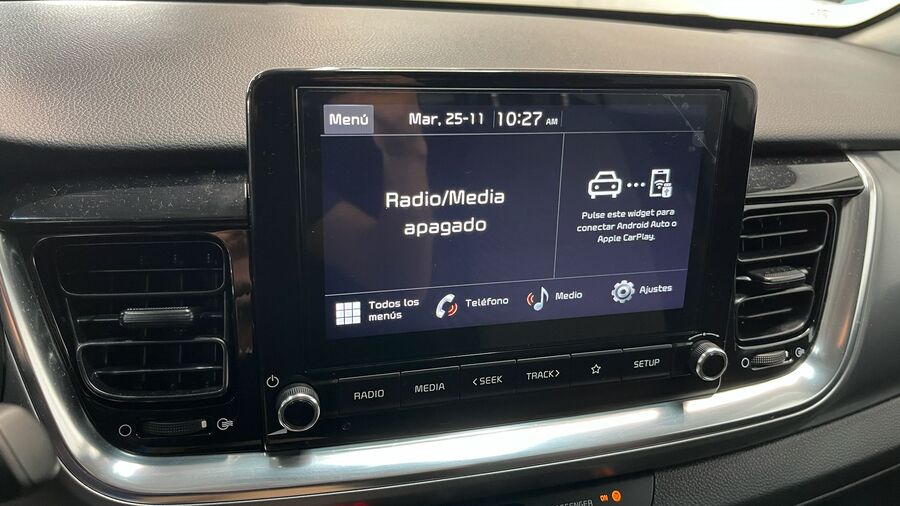 Menú
Mar, 25-11
10:27 AM
Radio/Media
apagado
Pulse este widget para
conectar Android Auto o
Apple CarPlay.
Todos los
menús
Teléfono
Medio
Ajustes
RADIO
MEDIA
< SEEK
TRACK >
SETUP
ON